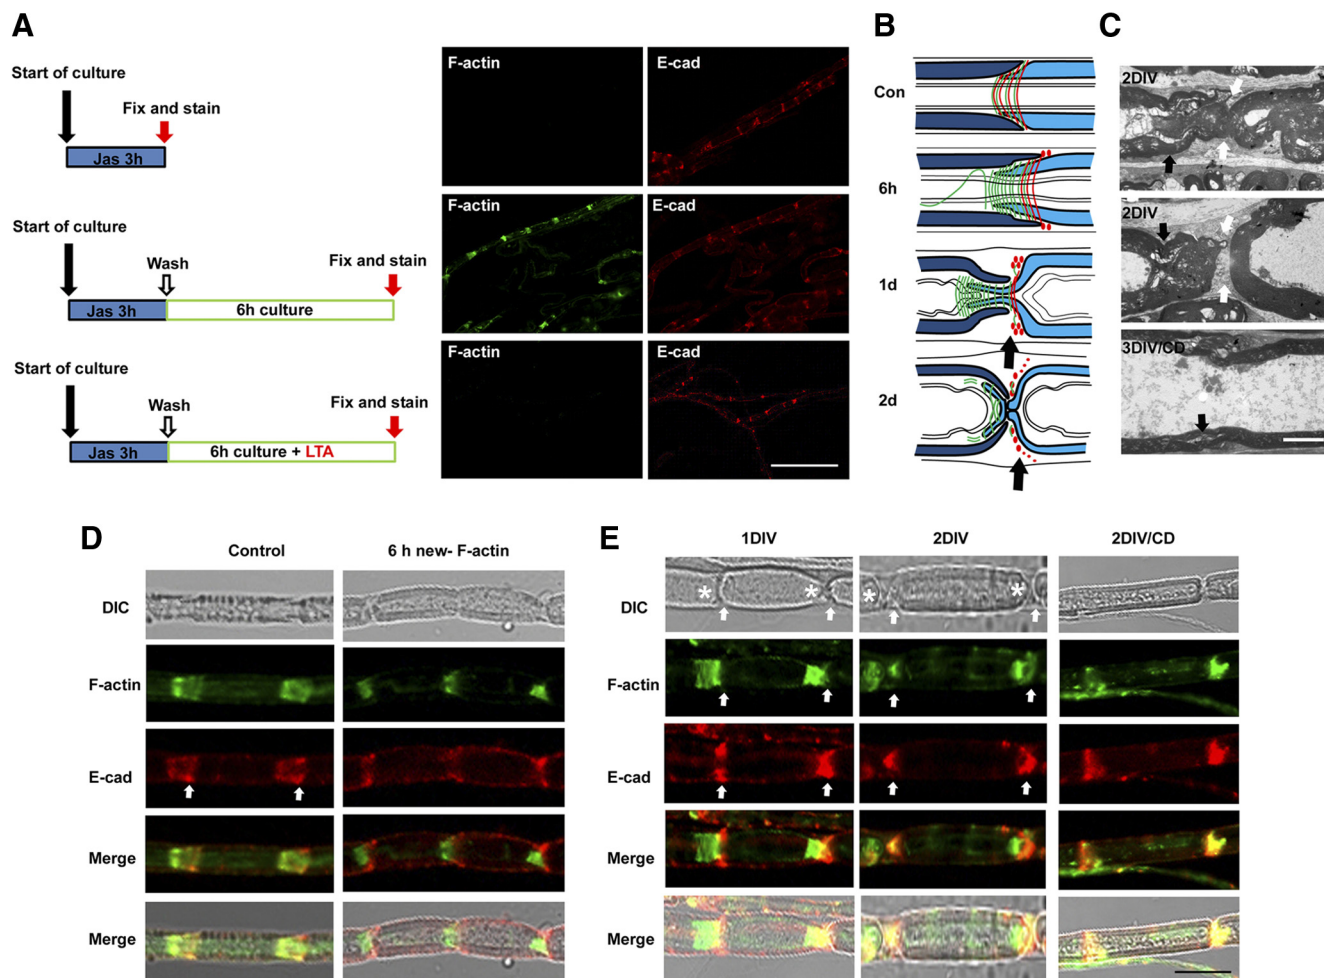 A
Start of culture
Fix and stain
Jas 3h
F-actin
E-cad
Start of culture
Wash
Fix and stain
Jas 3h
6h culture
F-actin
E-cad
Start of culture
Wash
Fix and stain
Jas 3h
6h culture + LTA
F-actin
E-cad
B
Con
6h
1d
2d
C
2DIV
2DIV
3DIV/CD
D
Control
6 h new- F-actin
DIC
F-actin
E-cad
Merge
Merge
E
1DIV
2DIV
2DIV/CD
DIC
* * * *
F-actin
E-cad
Merge
Merge